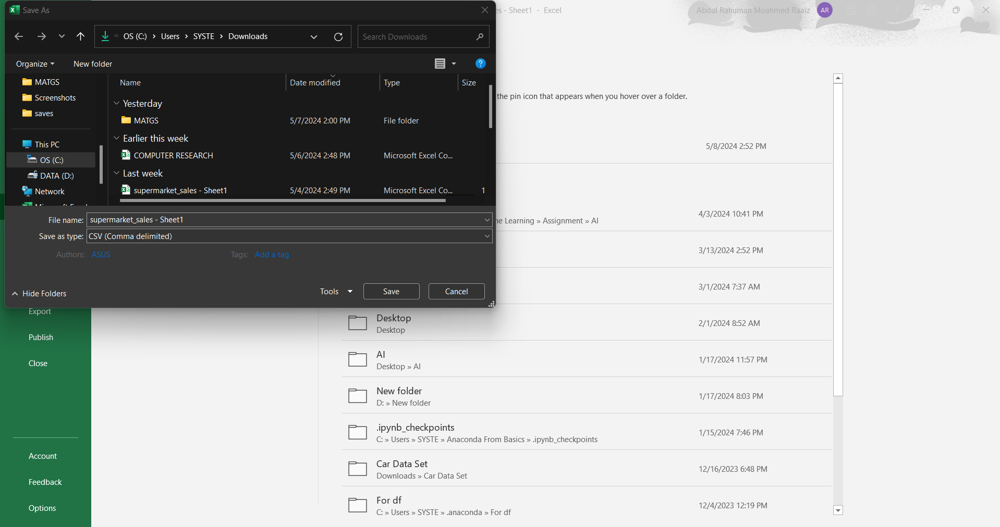 Save As
es - Sheet1 - Excel
Abdul Rahuman Moahmed Raaiz
AR
« OS (C:) › Users › SYSTE › Downloads
Search Downloads
Organize
New folder
?
MATGS
Screenshots
saves
This PC
OS (C:)
DATA (D:)
Network
Name
Date modified
Type
Size
Yesterday
MATGS 5/7/2024 2:00 PM File folder
Earlier this week
COMPUTER RESEARCH 5/6/2024 2:48 PM Microsoft Excel Co...
Last week
supermarket_sales - Sheet1 5/4/2024 2:49 PM Microsoft Excel Co... 1
File name: supermarket_sales - Sheet1
Save as type: CSV (Comma delimited)
Authors: ASUS
Tags: Add a tag
Hide Folders
Tools
Save
Cancel
Export
Publish
Close
Account
Feedback
Options
the pin icon that appears when you hover over a folder.
5/8/2024 2:52 PM
4/3/2024 10:41 PM
ne Learning » Assignment » AI
3/13/2024 2:52 PM
3/1/2024 7:37 AM
Desktop
Desktop
2/1/2024 8:52 AM
AI
Desktop » AI
1/17/2024 11:57 PM
New folder
D: » New folder
1/17/2024 8:03 PM
.ipynb_checkpoints
C: » Users » SYSTE » Anaconda From Basics » .ipynb_checkpoints
1/15/2024 7:46 PM
Car Data Set
Downloads » Car Data Set
12/16/2023 6:48 PM
For df
C: » Users » SYSTE » .anaconda » For df
12/4/2023 12:19 PM